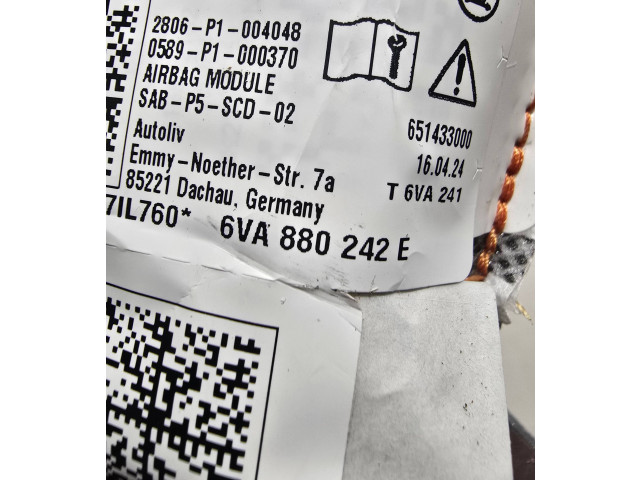 2806-P1-004048
0589-P1-000370
AIRBAG MODULE
SAB-P5-SCD-02
651433000
Autoliv
16.04.24
Emmy-Noether-Str. 7a
T 6VA 241
85221 Dachau, Germany
7IL760* 6VA 880 242 E